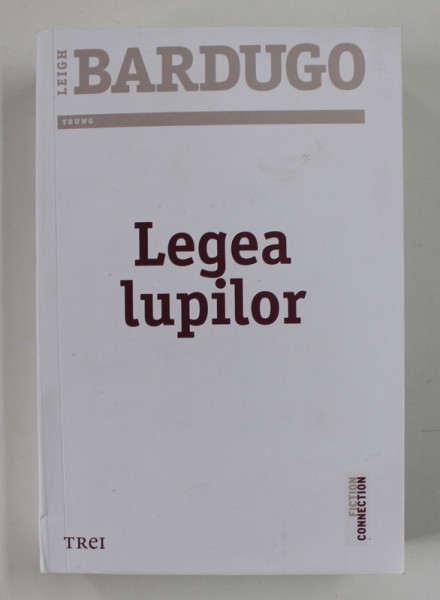 LEIGH
BARDUGO
YOUNG
Legea
lupilor
FICTION
CONNECTION
TREI